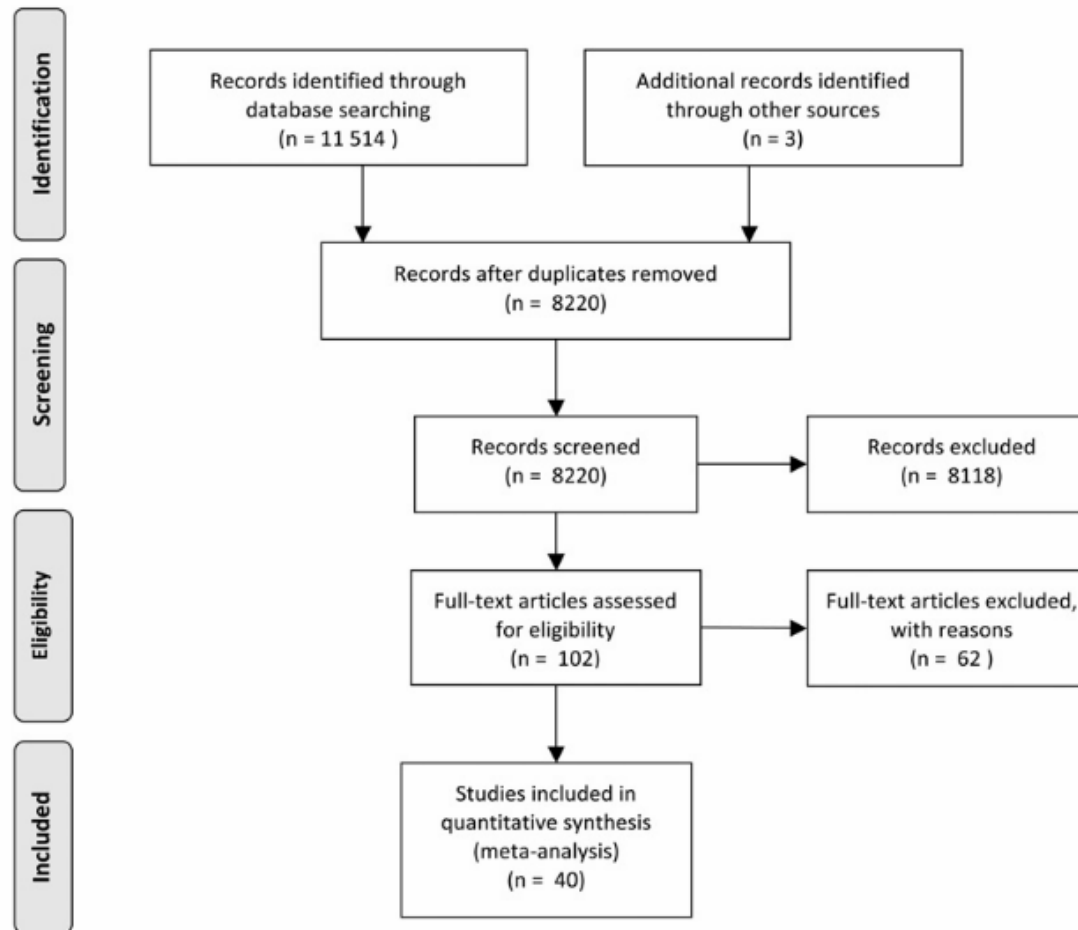 Identification
Records identified through
database searching
(n = 11 514 )
Additional records identified
through other sources
(n = 3)
Screening
Records after duplicates removed
(n = 8220)
Records screened
(n = 8220)
Records excluded
(n = 8118)
Eligibility
Full-text articles assessed
for eligibility
(n = 102)
Full-text articles excluded,
with reasons
(n = 62 )
Included
Studies included in
quantitative synthesis
(meta-analysis)
(n = 40)